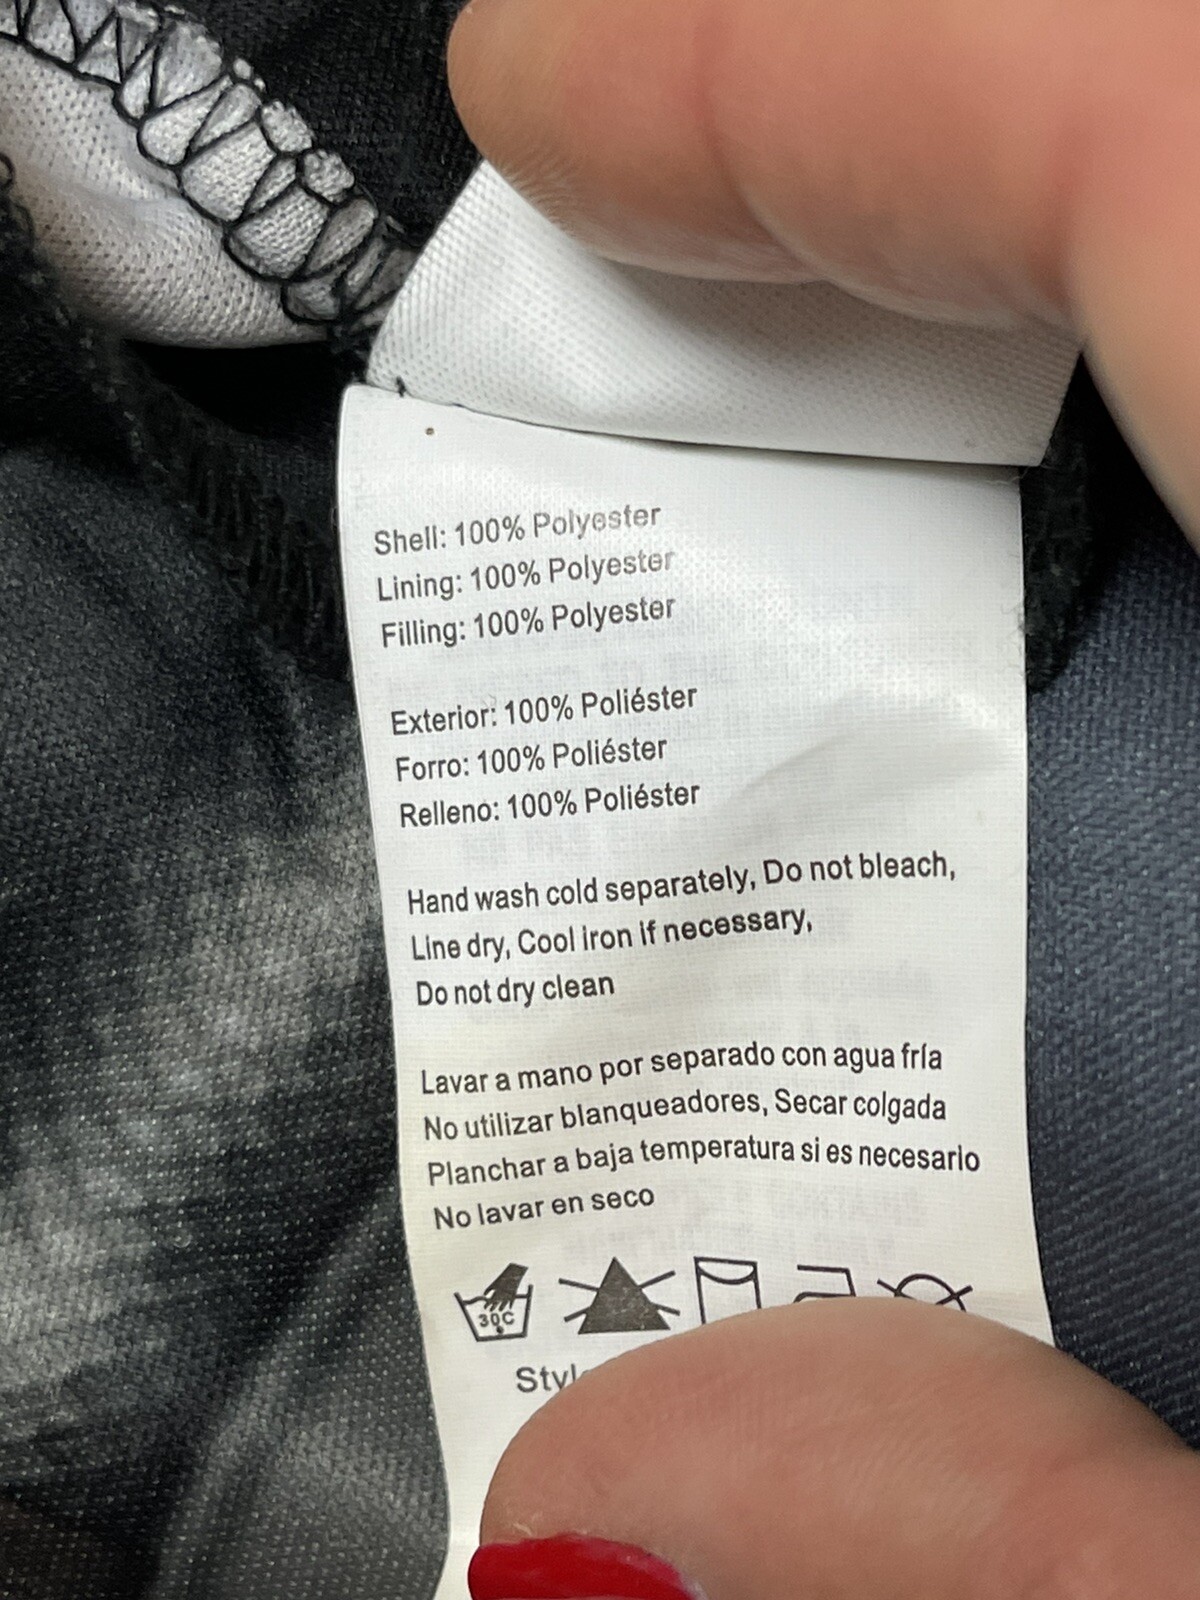 Shell: 100% Polyester
Lining: 100% Polyester
Filling: 100% Polyester
Exterior: 100% Poliéster
Forro: 100% Poliéster
Relleno: 100% Poliéster
Hand wash cold separately, Do not bleach,
Line dry, Cool iron if necessary,
Do not dry clean
Lavar a mano por separado con agua fría
No utilizar blanqueadores, Secar colgada
Planchar a baja temperatura si es necesario
No lavar en seco
30C